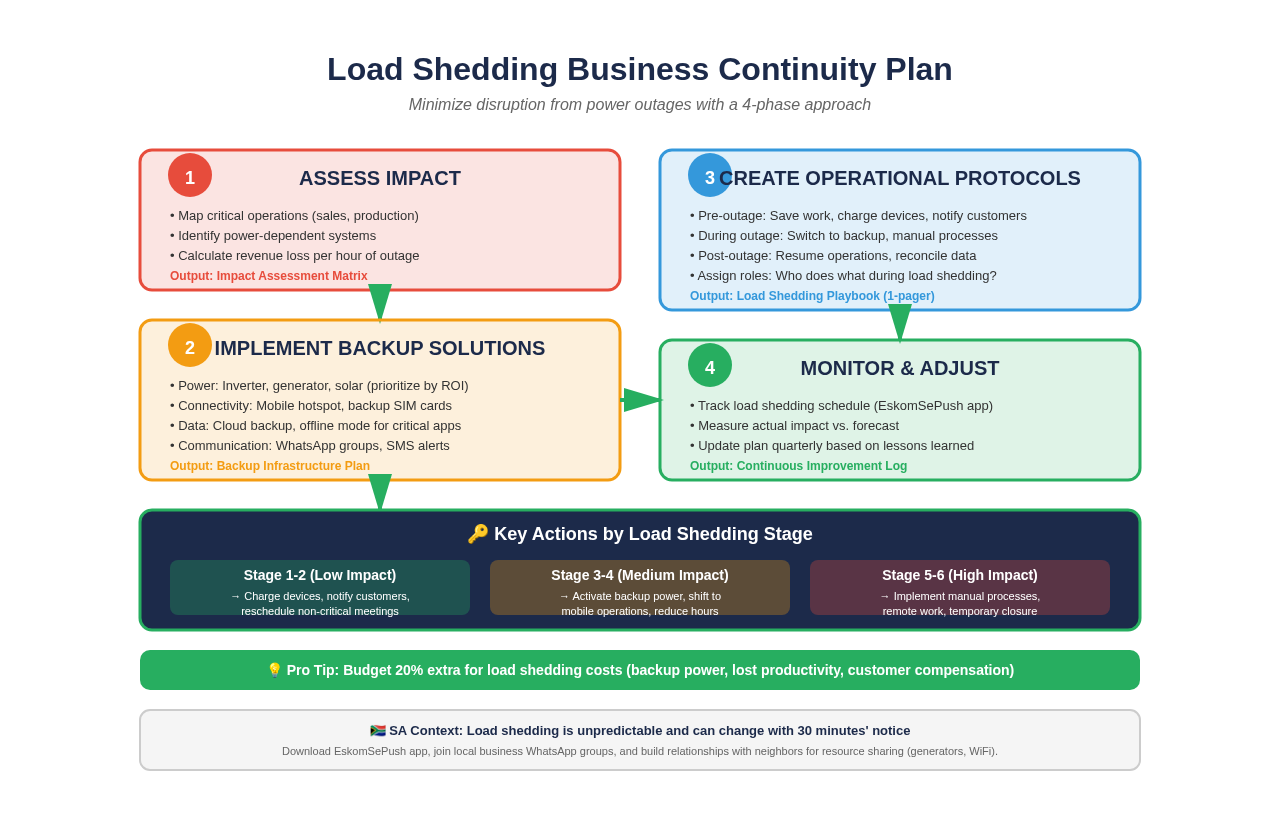 Load Shedding Business Continuity Plan
Minimize disruption from power outages with a 4-phase approach
1
ASSESS IMPACT
• Map critical operations (sales, production)
• Identify power-dependent systems
• Calculate revenue loss per hour of outage
Output: Impact Assessment Matrix
2
IMPLEMENT BACKUP SOLUTIONS
• Power: Inverter, generator, solar (prioritize by ROI)
• Connectivity: Mobile hotspot, backup SIM cards
• Data: Cloud backup, offline mode for critical apps
• Communication: WhatsApp groups, SMS alerts
Output: Backup Infrastructure Plan
3
CREATE OPERATIONAL PROTOCOLS
• Pre-outage: Save work, charge devices, notify customers
• During outage: Switch to backup, manual processes
• Post-outage: Resume operations, reconcile data
• Assign roles: Who does what during load shedding?
Output: Load Shedding Playbook (1-pager)
4
MONITOR & ADJUST
• Track load shedding schedule (EskomSePush app)
• Measure actual impact vs. forecast
• Update plan quarterly based on lessons learned
Output: Continuous Improvement Log
🔑 Key Actions by Load Shedding Stage
Stage 1-2 (Low Impact)
→ Charge devices, notify customers,
reschedule non-critical meetings
Stage 3-4 (Medium Impact)
→ Activate backup power, shift to
mobile operations, reduce hours
Stage 5-6 (High Impact)
→ Implement manual processes,
remote work, temporary closure
💡 Pro Tip: Budget 20% extra for load shedding costs (backup power, lost productivity, customer compensation)
🇿🇦 SA Context: Load shedding is unpredictable and can change with 30 minutes' notice
Download EskomSePush app, join local business WhatsApp groups, and build relationships with neighbors for resource sharing (generators, WiFi).